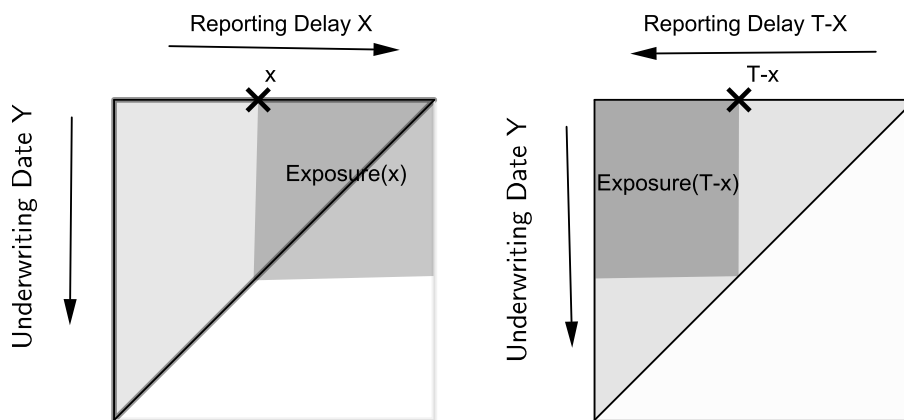 Reporting Delay X
x
Underwriting Date Y
Exposure(x)
Reporting Delay T-X
T-x
Underwriting Date Y
Exposure(T-x)